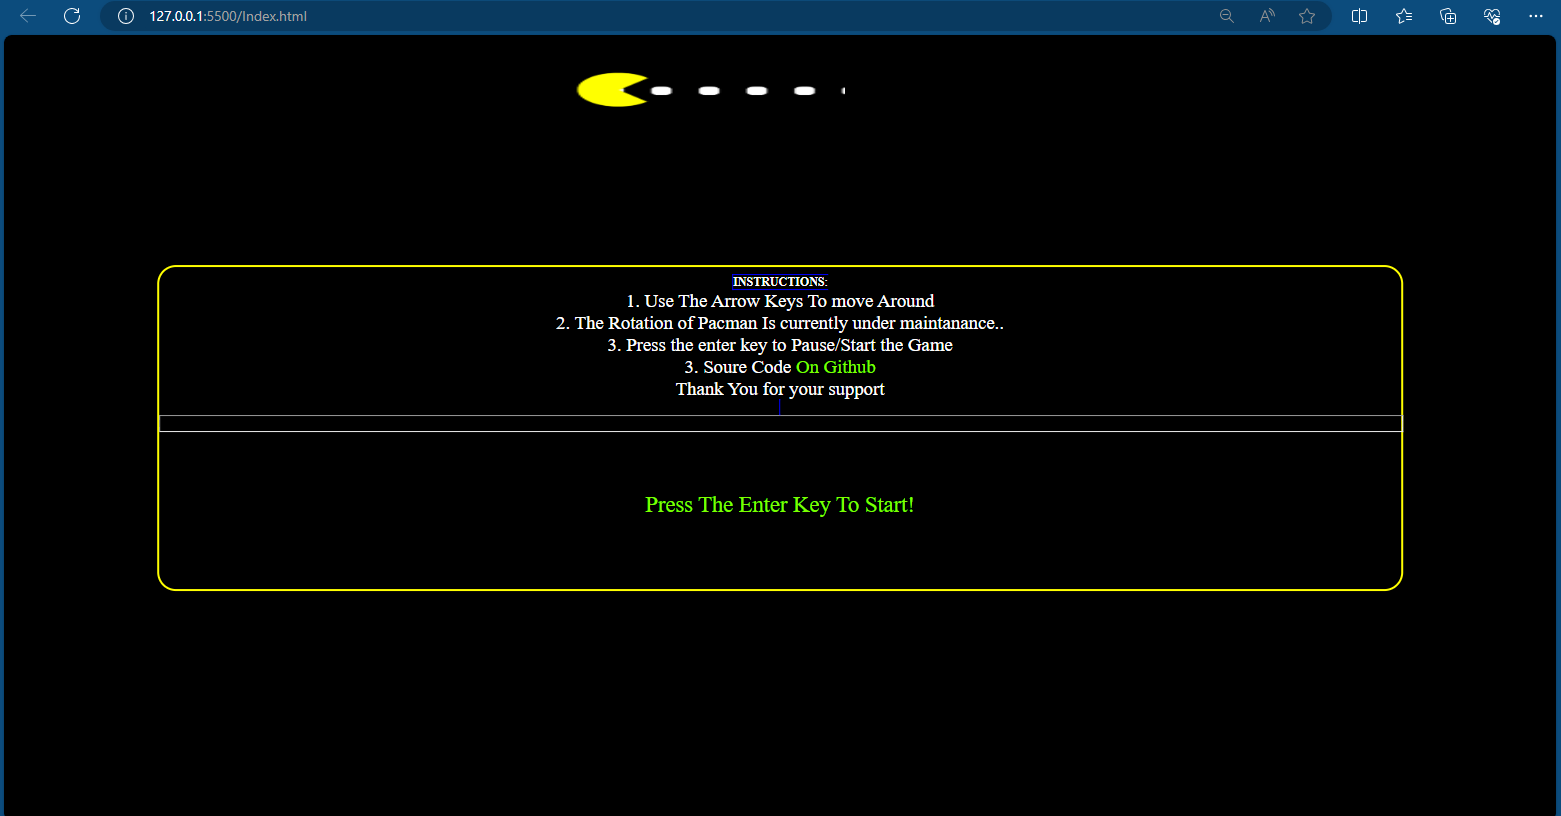 127.0.0.1:5500/Index.html
INSTRUCTIONS:
1. Use The Arrow Keys To move Around
2. The Rotation of Pacman Is currently under maintanance..
3. Press the enter key to Pause/Start the Game
3. Soure Code On Github
Thank You for your support
Press The Enter Key To Start!